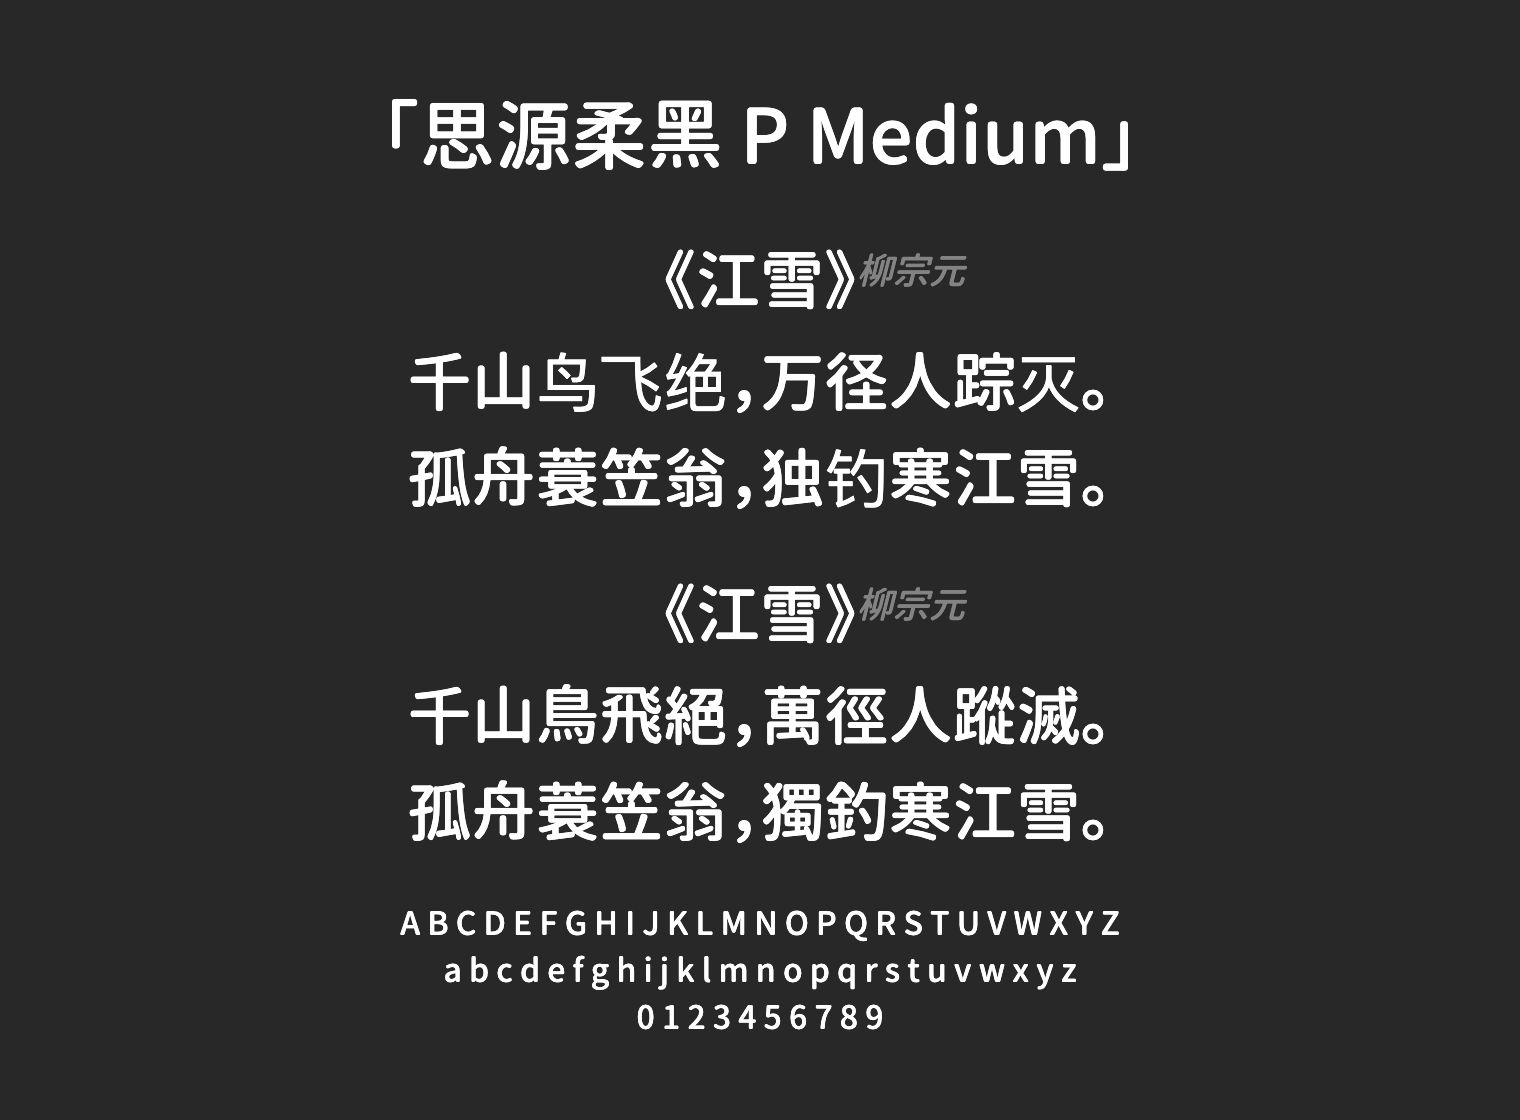 「思源柔黑 P Medium」
《江雪》柳宗元
千山鸟飞绝，万径人踪灭。
孤舟蓑笠翁，独钓寒江雪。
《江雪》柳宗元
千山鳥飛絕，萬徑人蹤滅。
孤舟蓑笠翁，獨釣寒江雪。
A B C D E F G H I J K L M N O P Q R S T U V W X Y Z
a b c d e f g h i j k l m n o p q r s t u v w x y z
0 1 2 3 4 5 6 7 8 9